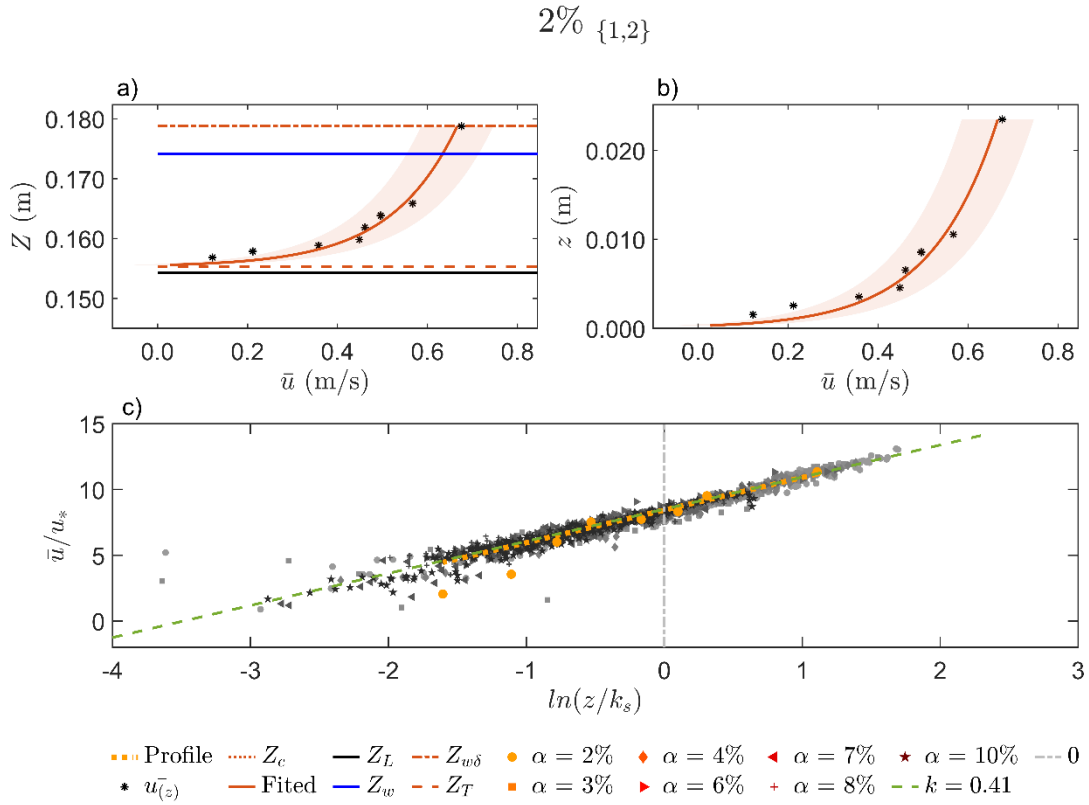 2% {1,2}
a)
b)
0.180
0.170
0.160
0.150
Z (m)
0.0 0.2 0.4 0.6 0.8
ū (m/s)
0.020
0.010
0.000
z (m)
0.0 0.2 0.4 0.6 0.8
ū (m/s)
c)
15
10
5
0
ū/u*
-4 -3 -2 -1 0 1 2 3
ln(z/ks)
Profile Zc ZL Zwδ α = 2% α = 4% α = 7% α = 10% 0
ū(z) Fited Zw ZT α = 3% α = 6% α = 8% k = 0.41